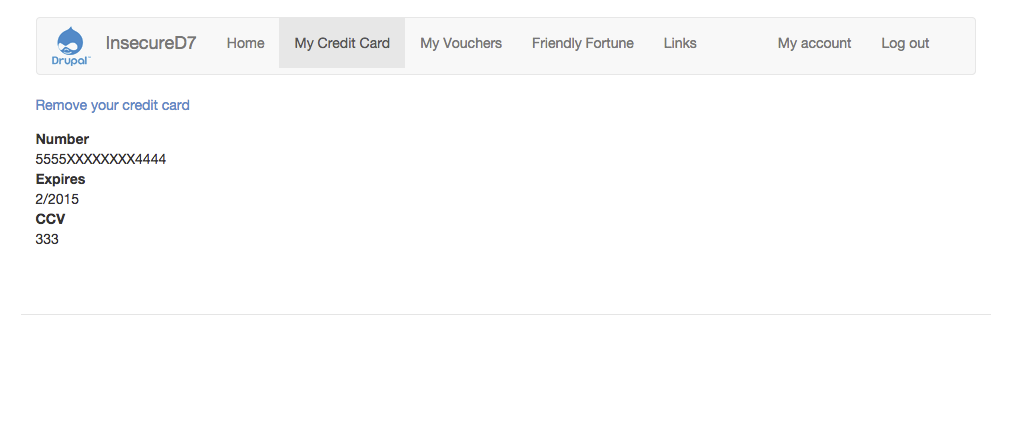 Drupal™
InsecureD7 Home My Credit Card My Vouchers Friendly Fortune Links My account Log out
Remove your credit card
Number
5555XXXXXXXX4444
Expires
2/2015
CCV
333